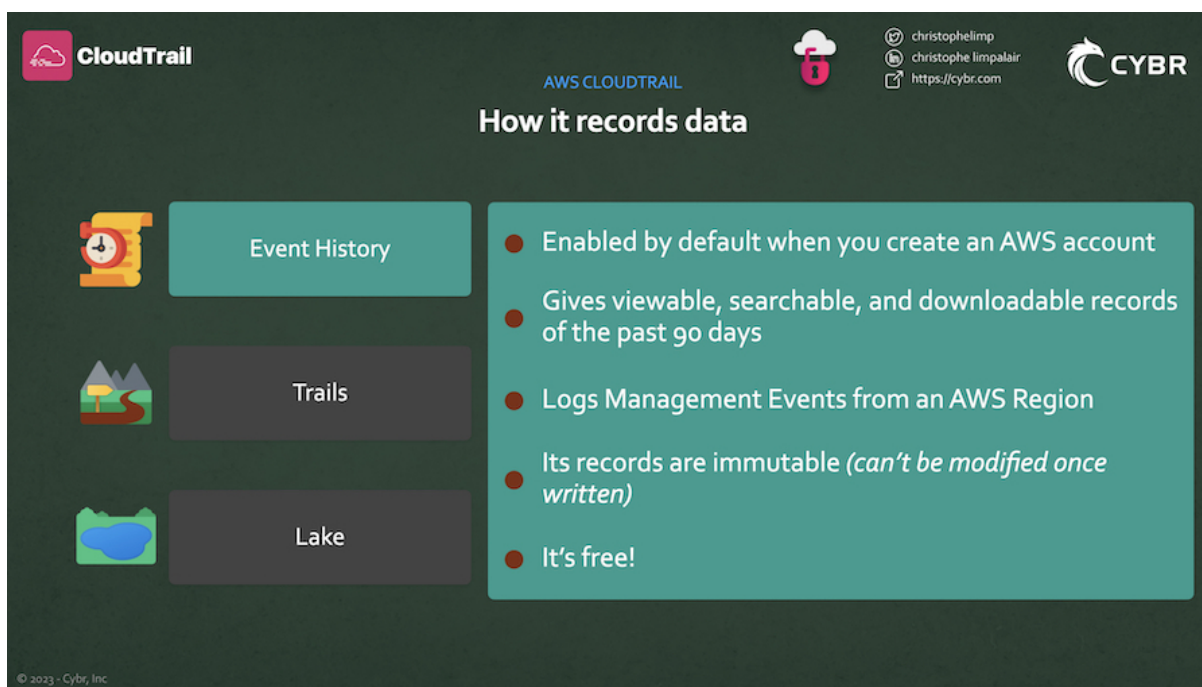 CloudTrail
christophelimp
christophe limpalair
https://cybr.com
CYBR
AWS CLOUDTRAIL
How it records data
Event History
Trails
Lake
Enabled by default when you create an AWS account
Gives viewable, searchable, and downloadable records
of the past 90 days
Logs Management Events from an AWS Region
Its records are immutable (can't be modified once
written)
It's free!
© 2023 - Cybr, Inc